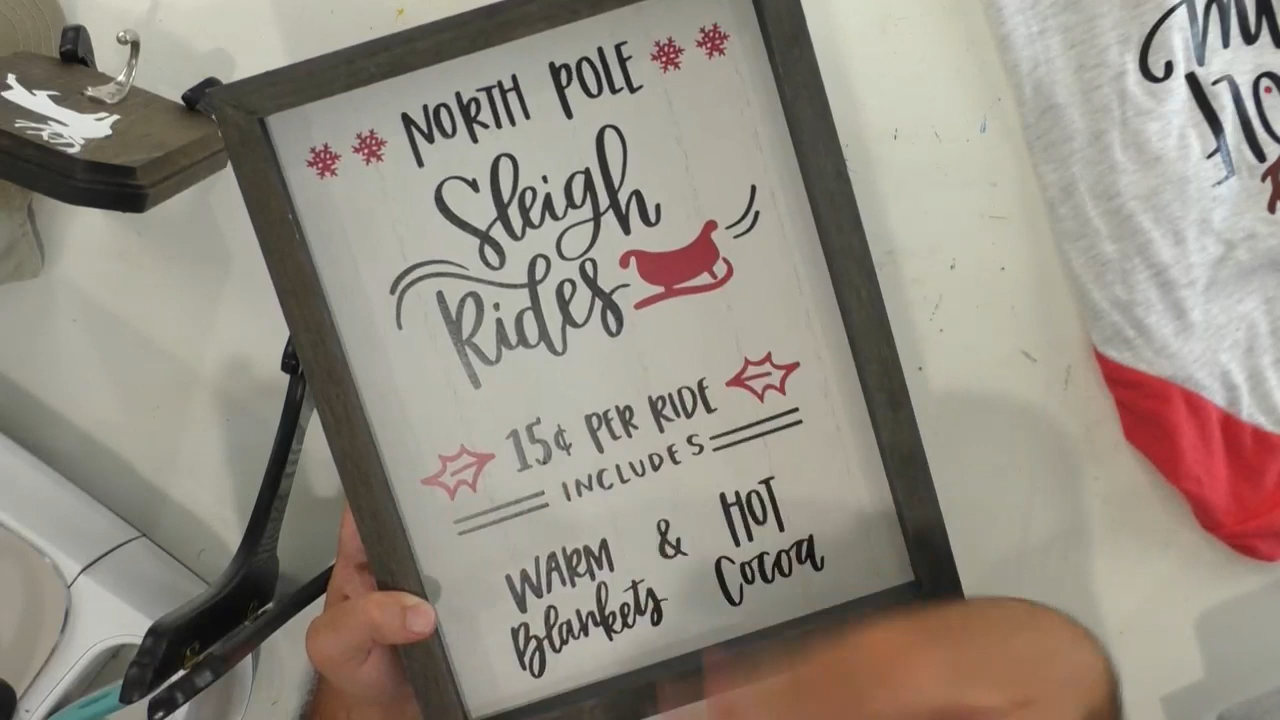 NORTH POLE
Sleigh
Rides
15¢ PER RIDE
INCLUDES
WARM & HOT
Blankets Cocoa